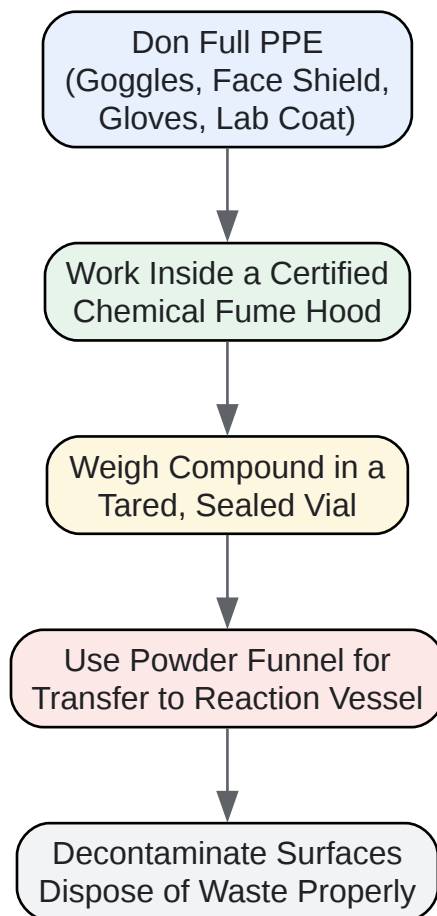 Don Full PPE
(Goggles, Face Shield,
Gloves, Lab Coat)
Work Inside a Certified
Chemical Fume Hood
Weigh Compound in a
Tared, Sealed Vial
Use Powder Funnel for
Transfer to Reaction Vessel
Decontaminate Surfaces
Dispose of Waste Properly